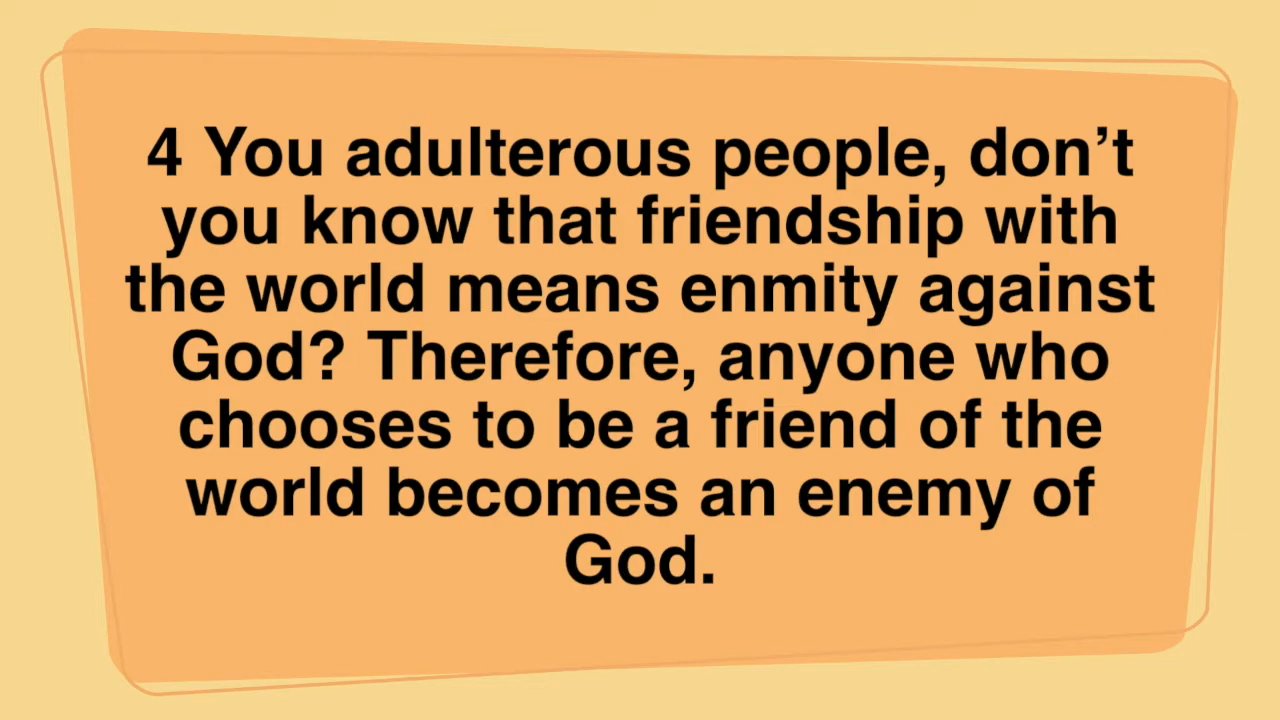 4 You adulterous people, don’t
you know that friendship with
the world means enmity against
God? Therefore, anyone who
chooses to be a friend of the
world becomes an enemy of
God.